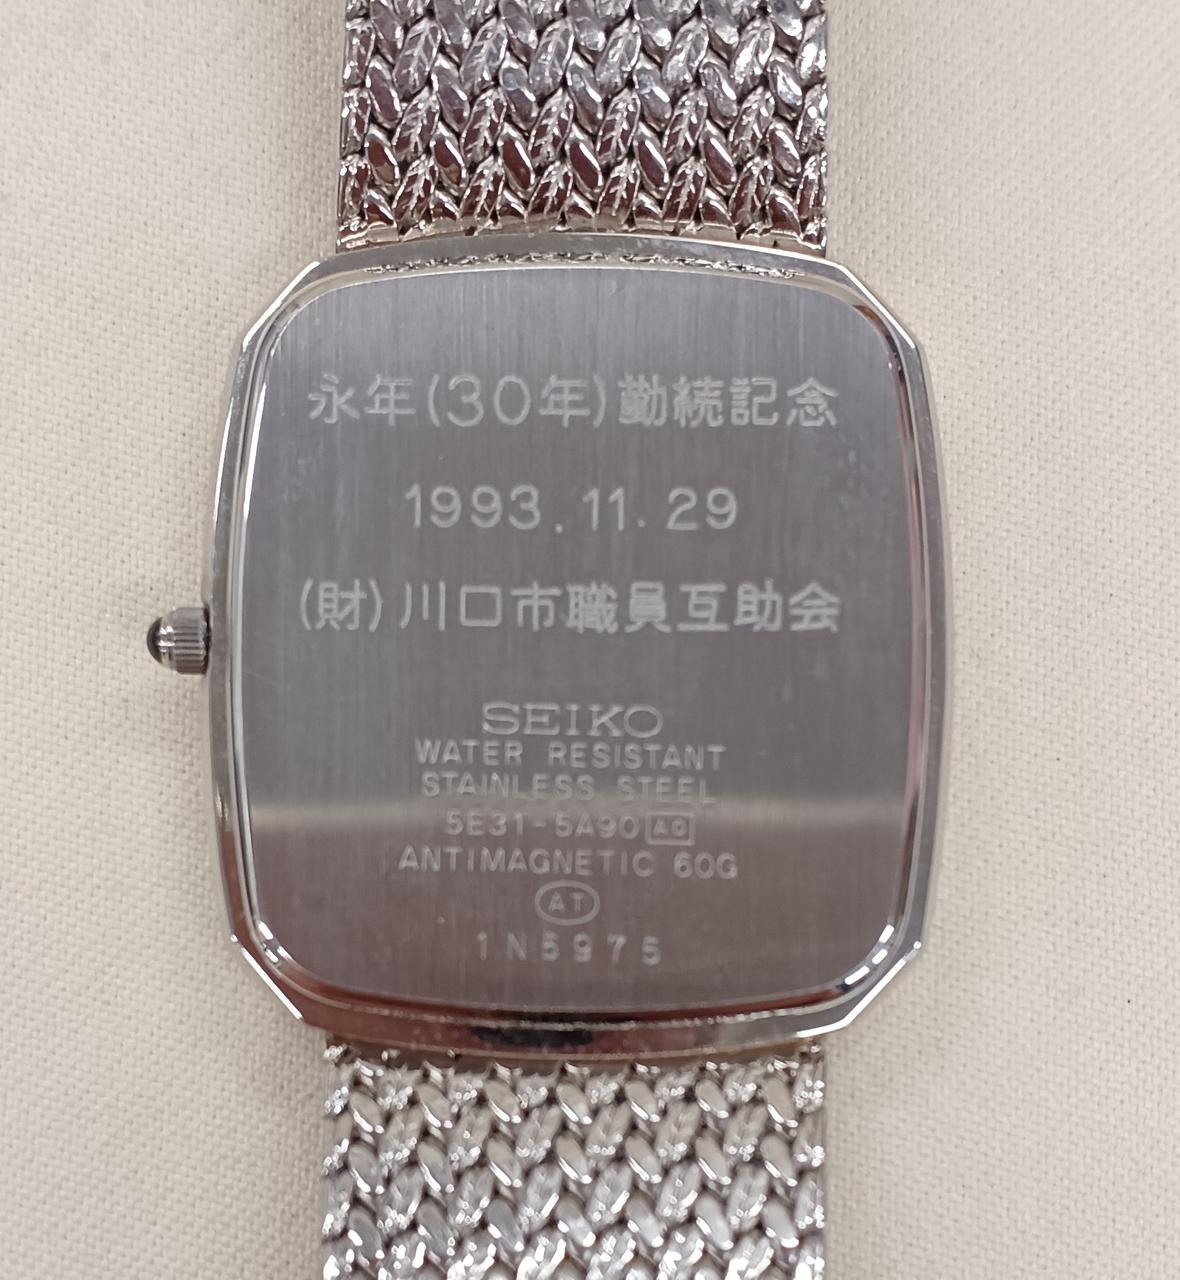 永年(30年)勤続記念
1993.11.29
(財)川口市職員互助会
SEIKO
WATER RESISTANT
STAINLESS STEEL
5E31-5A90 AO
ANTIMAGNETIC 60G
AT
1N5975